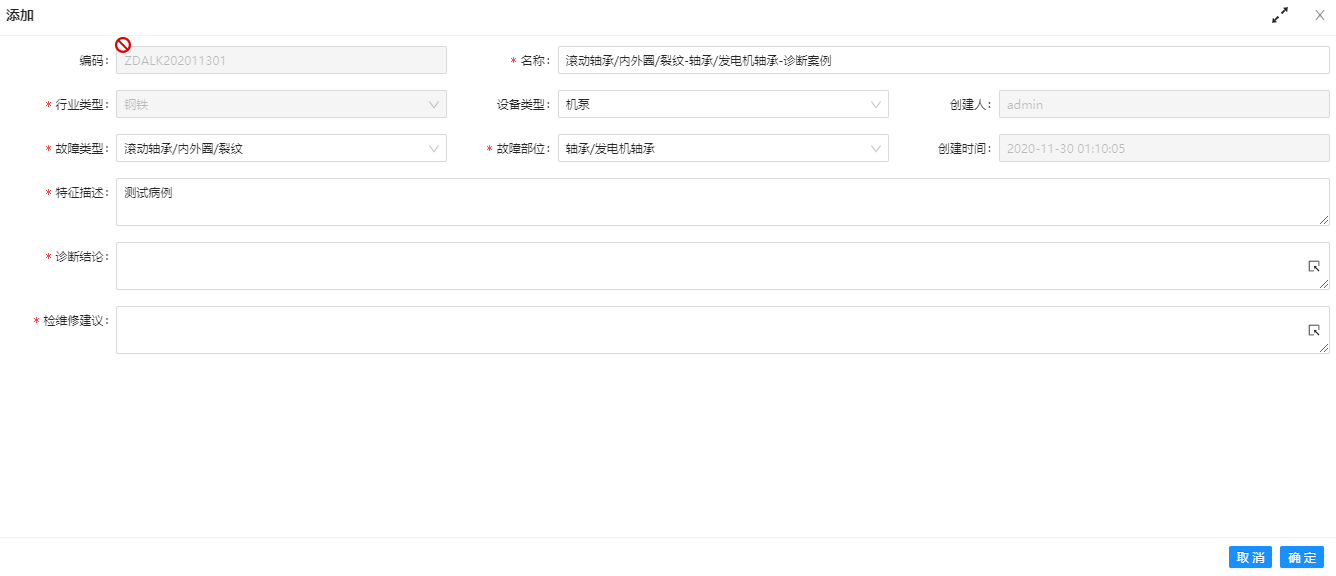 添加
编码： ZDALK202011301 * 名称： 滚动轴承/内外圈/裂纹-轴承/发电机轴承-诊断案例
* 行业类型： 钢铁 设备类型： 机泵 创建人： admin
* 故障类型： 滚动轴承/内外圈/裂纹 * 故障部位： 轴承/发电机轴承 创建时间： 2020-11-30 01:10:05
* 特征描述： 测试病例
* 诊断结论：
* 检维修建议：
取消 确定